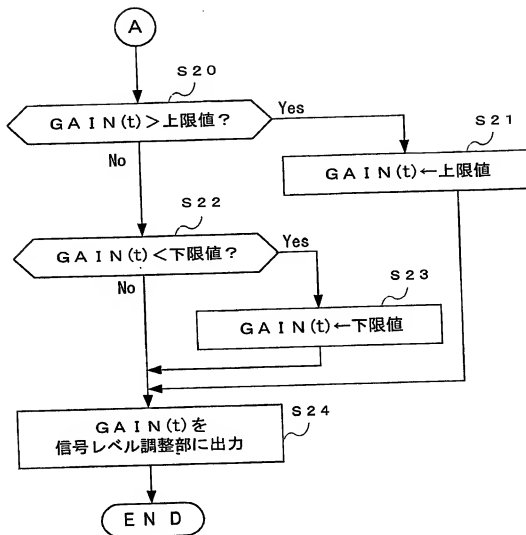 A
S20
GAIN(t)>上限値?
Yes
No
S21
GAIN(t)←上限値
S22
GAIN(t)<下限値?
Yes
No
S23
GAIN(t)←下限値
S24
GAIN(t)を
信号レベル調整部に出力
END